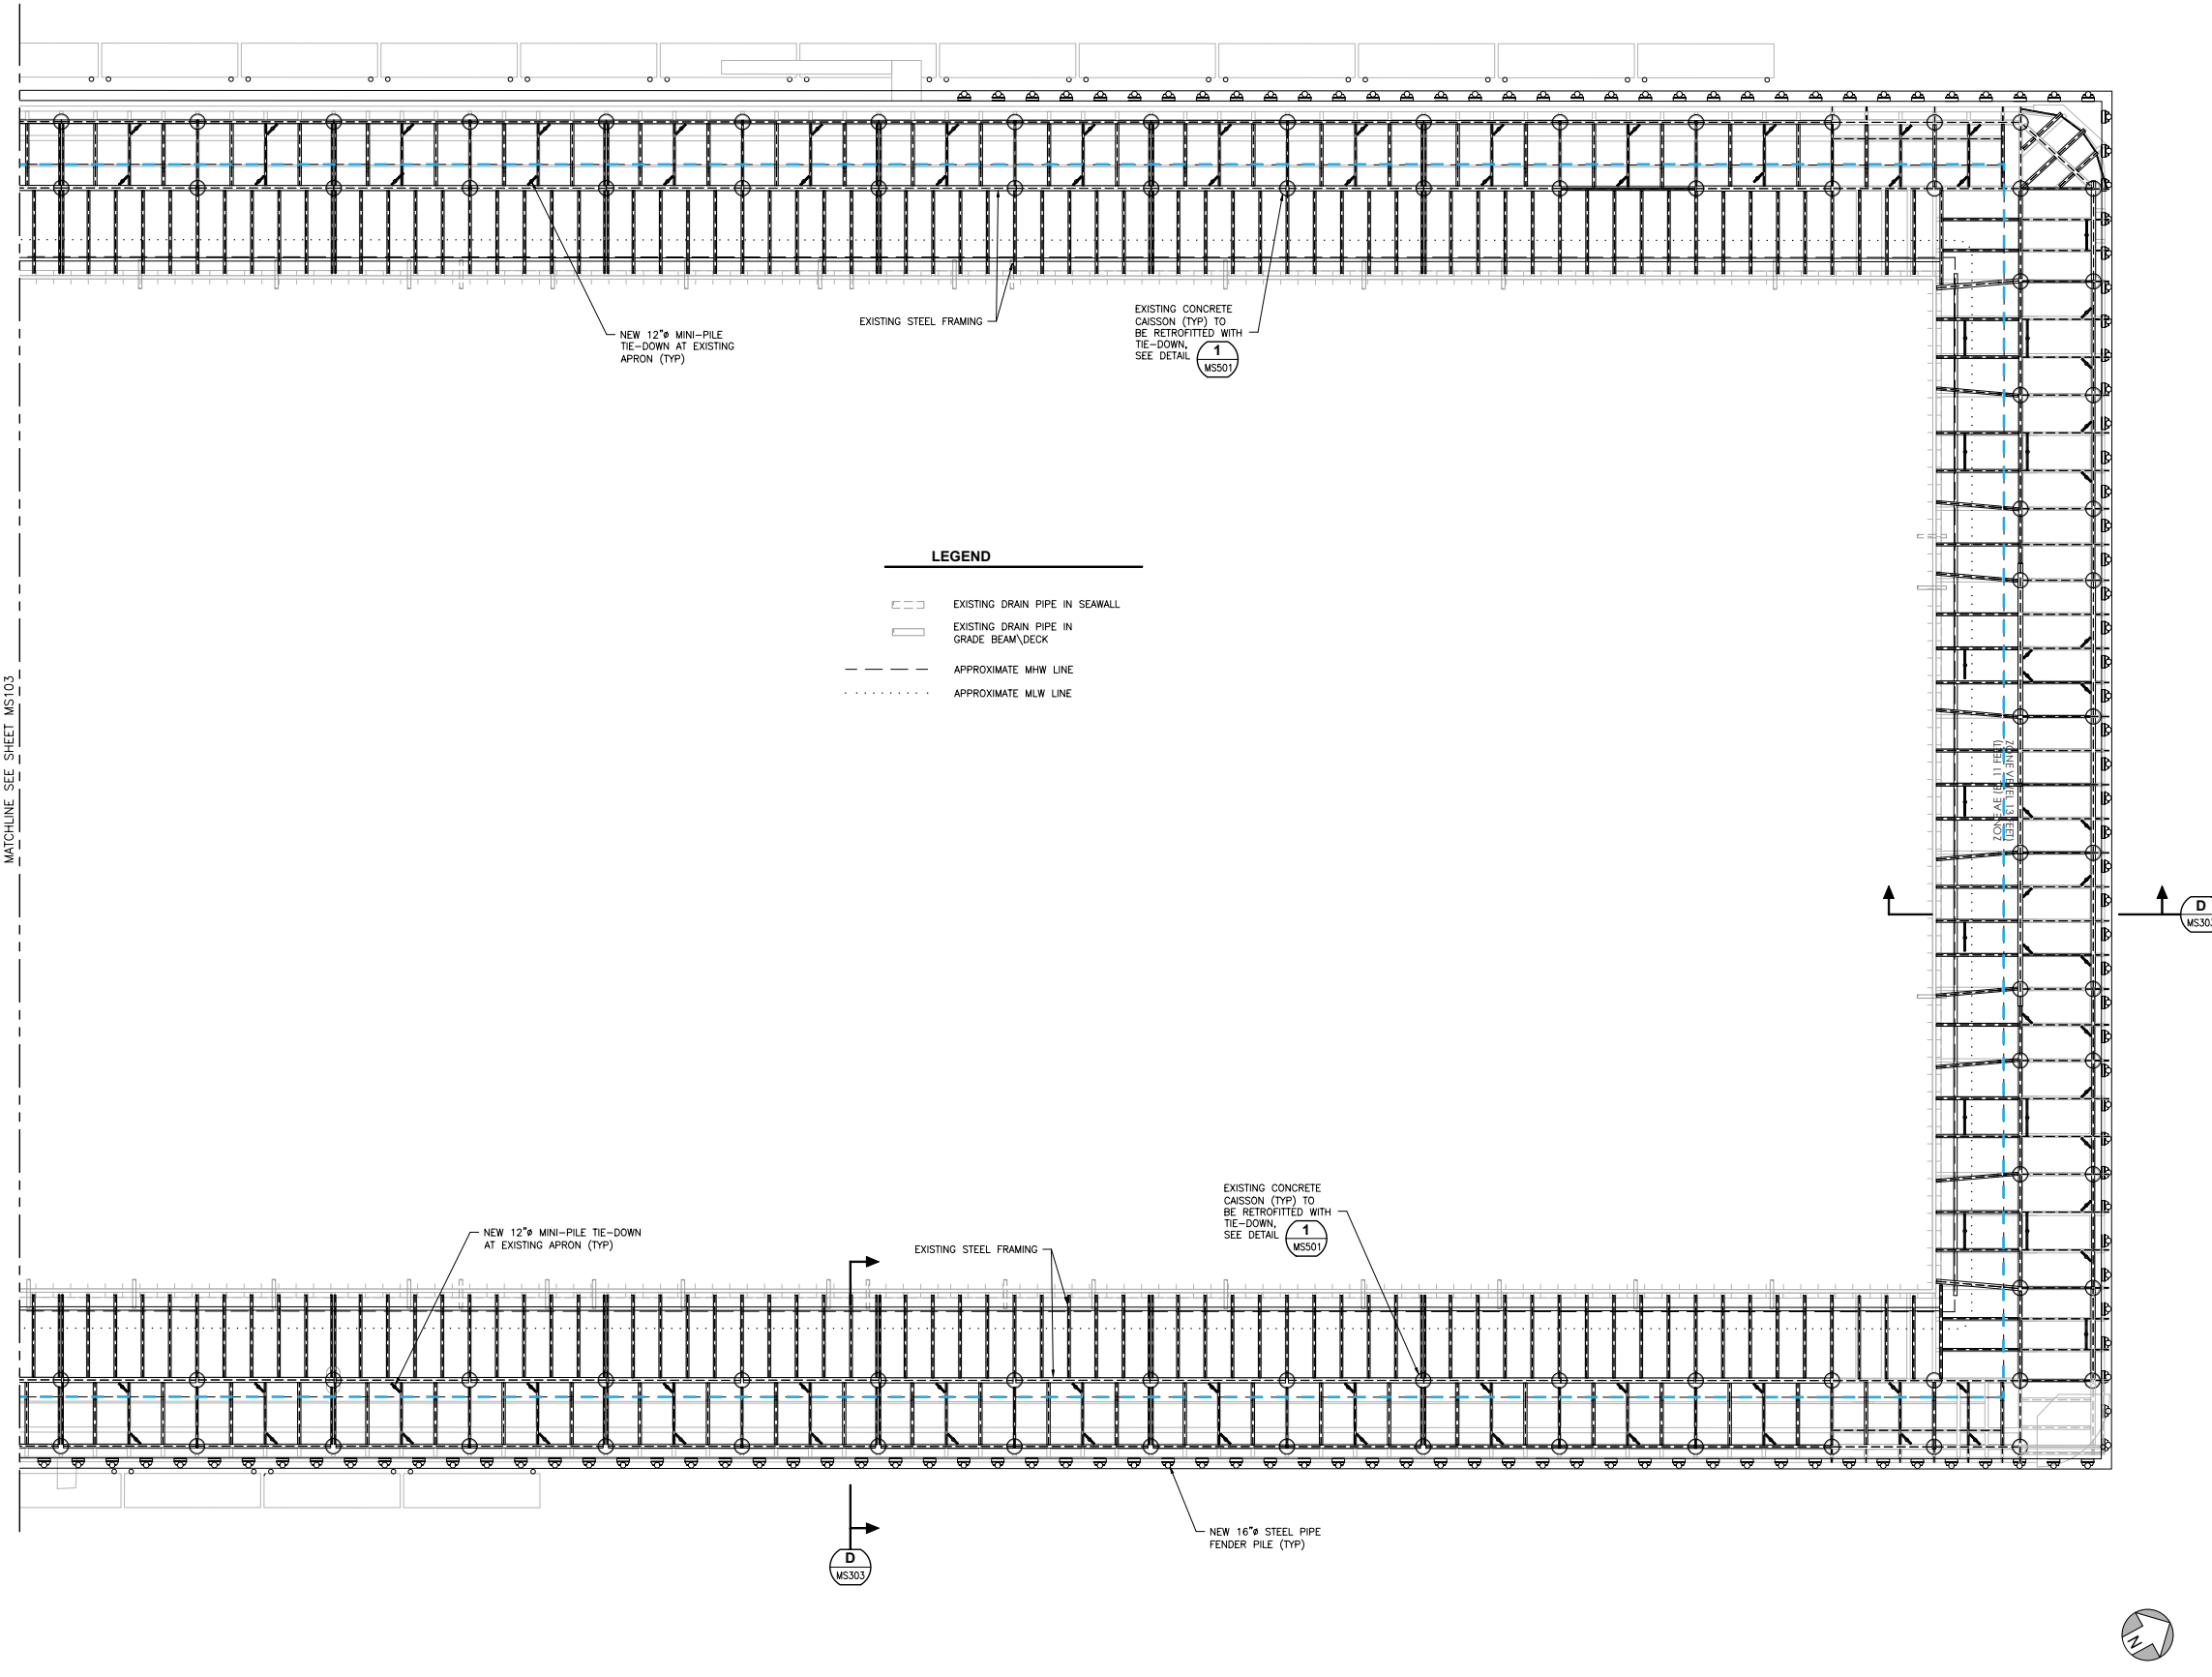 NEW 12"ø MINI-PILE
TIE-DOWN AT EXISTING
APRON (TYP)
EXISTING STEEL FRAMING
EXISTING CONCRETE
CAISSON (TYP) TO
BE RETROFITTED WITH
TIE-DOWN,
SEE DETAIL
1
MS501
LEGEND
EXISTING DRAIN PIPE IN SEAWALL
EXISTING DRAIN PIPE IN
GRADE BEAM\DECK
APPROXIMATE MHW LINE
APPROXIMATE MLW LINE
MATCHLINE SEE SHEET MS103
D
MS303
EXISTING CONCRETE
CAISSON (TYP) TO
BE RETROFITTED WITH
TIE-DOWN,
SEE DETAIL
1
MS501
NEW 12"ø MINI-PILE TIE-DOWN
AT EXISTING APRON (TYP)
EXISTING STEEL FRAMING
NEW 16"ø STEEL PIPE
FENDER PILE (TYP)
D
MS303
N